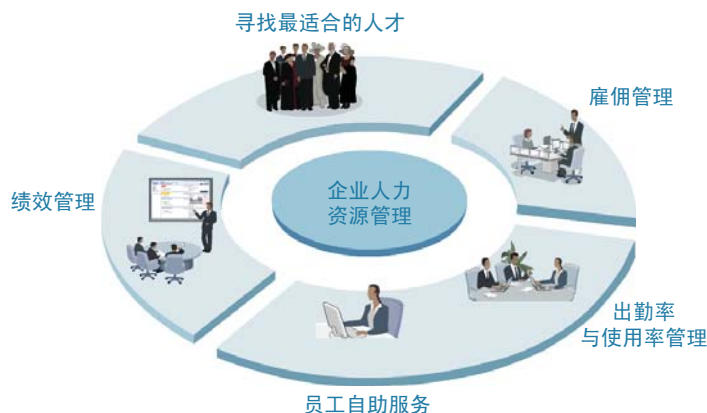 寻找最适合的人才
雇佣管理
绩效管理
企业人力
资源管理
出勤率
与使用率管理
员工自助服务